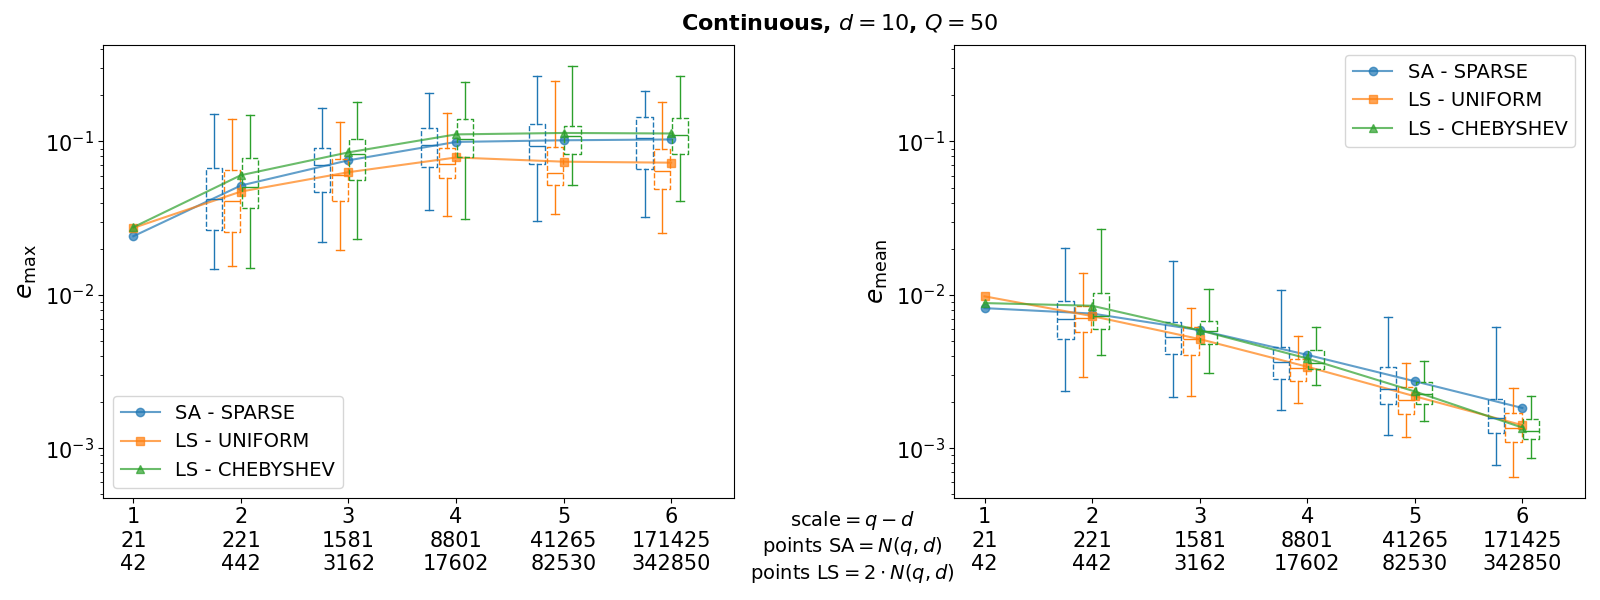 Continuous, d = 10, Q = 50
10⁻¹
10⁻²
10⁻³
e_max
SA - SPARSE
LS - UNIFORM
LS - CHEBYSHEV
1 2 3 4 5 6
21 221 1581 8801 41265 171425
42 442 3162 17602 82530 342850
scale = q − d
points SA = N(q, d)
points LS = 2 · N(q, d)
10⁻¹
10⁻²
10⁻³
e_mean
SA - SPARSE
LS - UNIFORM
LS - CHEBYSHEV
1 2 3 4 5 6
21 221 1581 8801 41265 171425
42 442 3162 17602 82530 342850